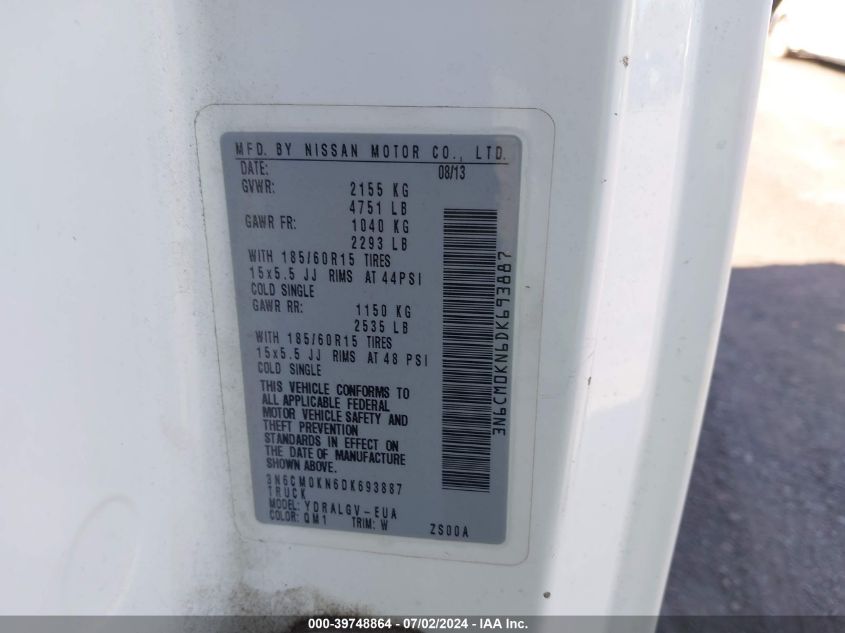 MFD. BY NISSAN MOTOR CO., LTD.
DATE: 08/13
GVWR: 2155 KG
4751 LB
GAWR FR: 1040 KG
2293 LB
WITH 185/60R15 TIRES
15x5.5 JJ RIMS AT 44PSI
COLD SINGLE
GAWR RR: 1150 KG
2535 LB
WITH 185/60R15 TIRES
15x5.5 JJ RIMS AT 48 PSI
COLD SINGLE
THIS VEHICLE CONFORMS TO
ALL APPLICABLE FEDERAL
MOTOR VEHICLE SAFETY AND
THEFT PREVENTION
STANDARDS IN EFFECT ON
THE DATE OF MANUFACTURE
SHOWN ABOVE.
3N6CM0KN6DK693887
TRUCK
MODEL: YDRALGV-EUA
COLOR: QM1 TRIM: W ZS00A
3N6CM0KN6DK693887
000-39748864 - 07/02/2024 - IAA Inc.